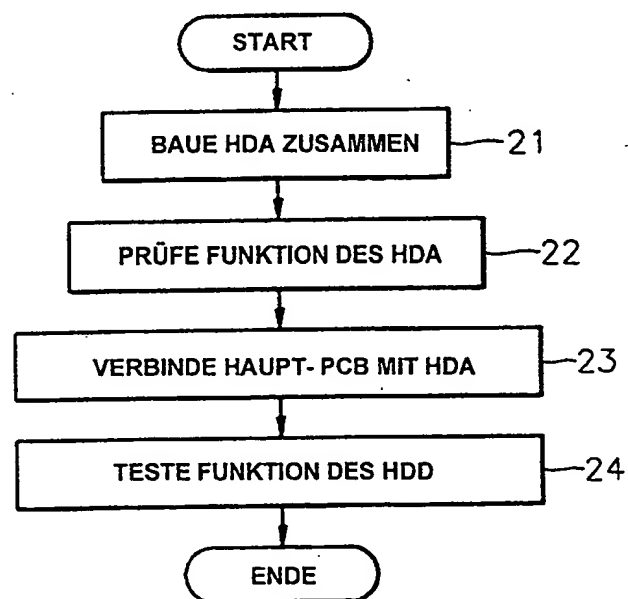 START
BAUE HDA ZUSAMMEN 21
PRÜFE FUNKTION DES HDA 22
VERBINDE HAUPT- PCB MIT HDA 23
TESTE FUNKTION DES HDD 24
ENDE